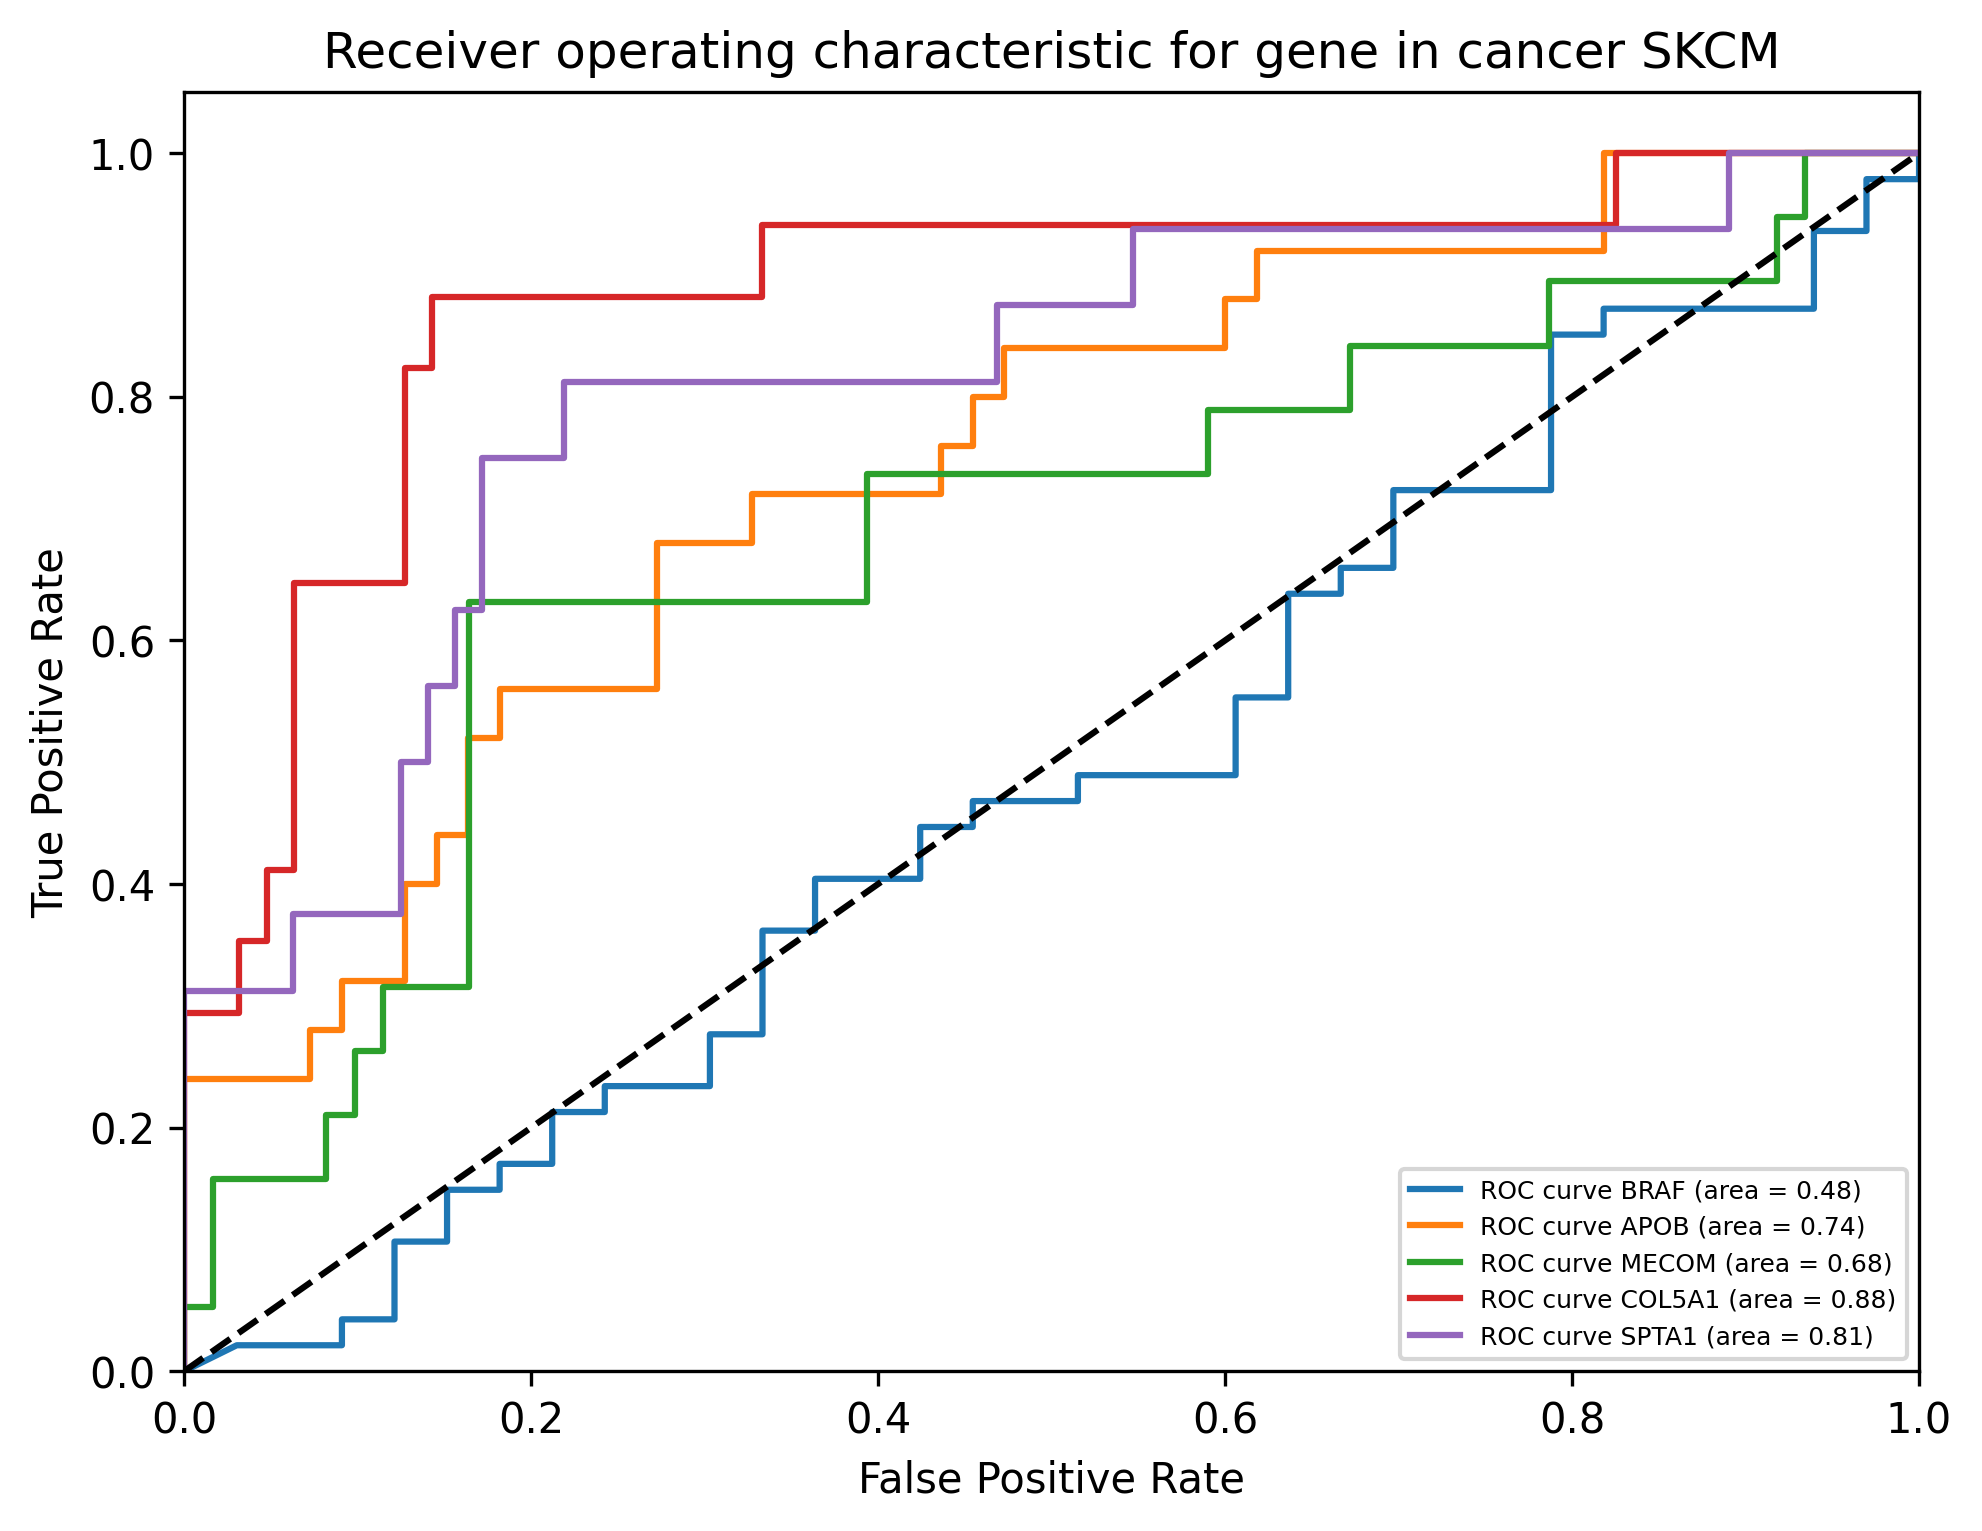 Receiver operating characteristic for gene in cancer SKCM
1.0
0.8
0.6
0.4
0.2
0.0
True Positive Rate
ROC curve BRAF (area = 0.48)
ROC curve APOB (area = 0.74)
ROC curve MECOM (area = 0.68)
ROC curve COL5A1 (area = 0.88)
ROC curve SPTA1 (area = 0.81)
0.0 0.2 0.4 0.6 0.8 1.0
False Positive Rate